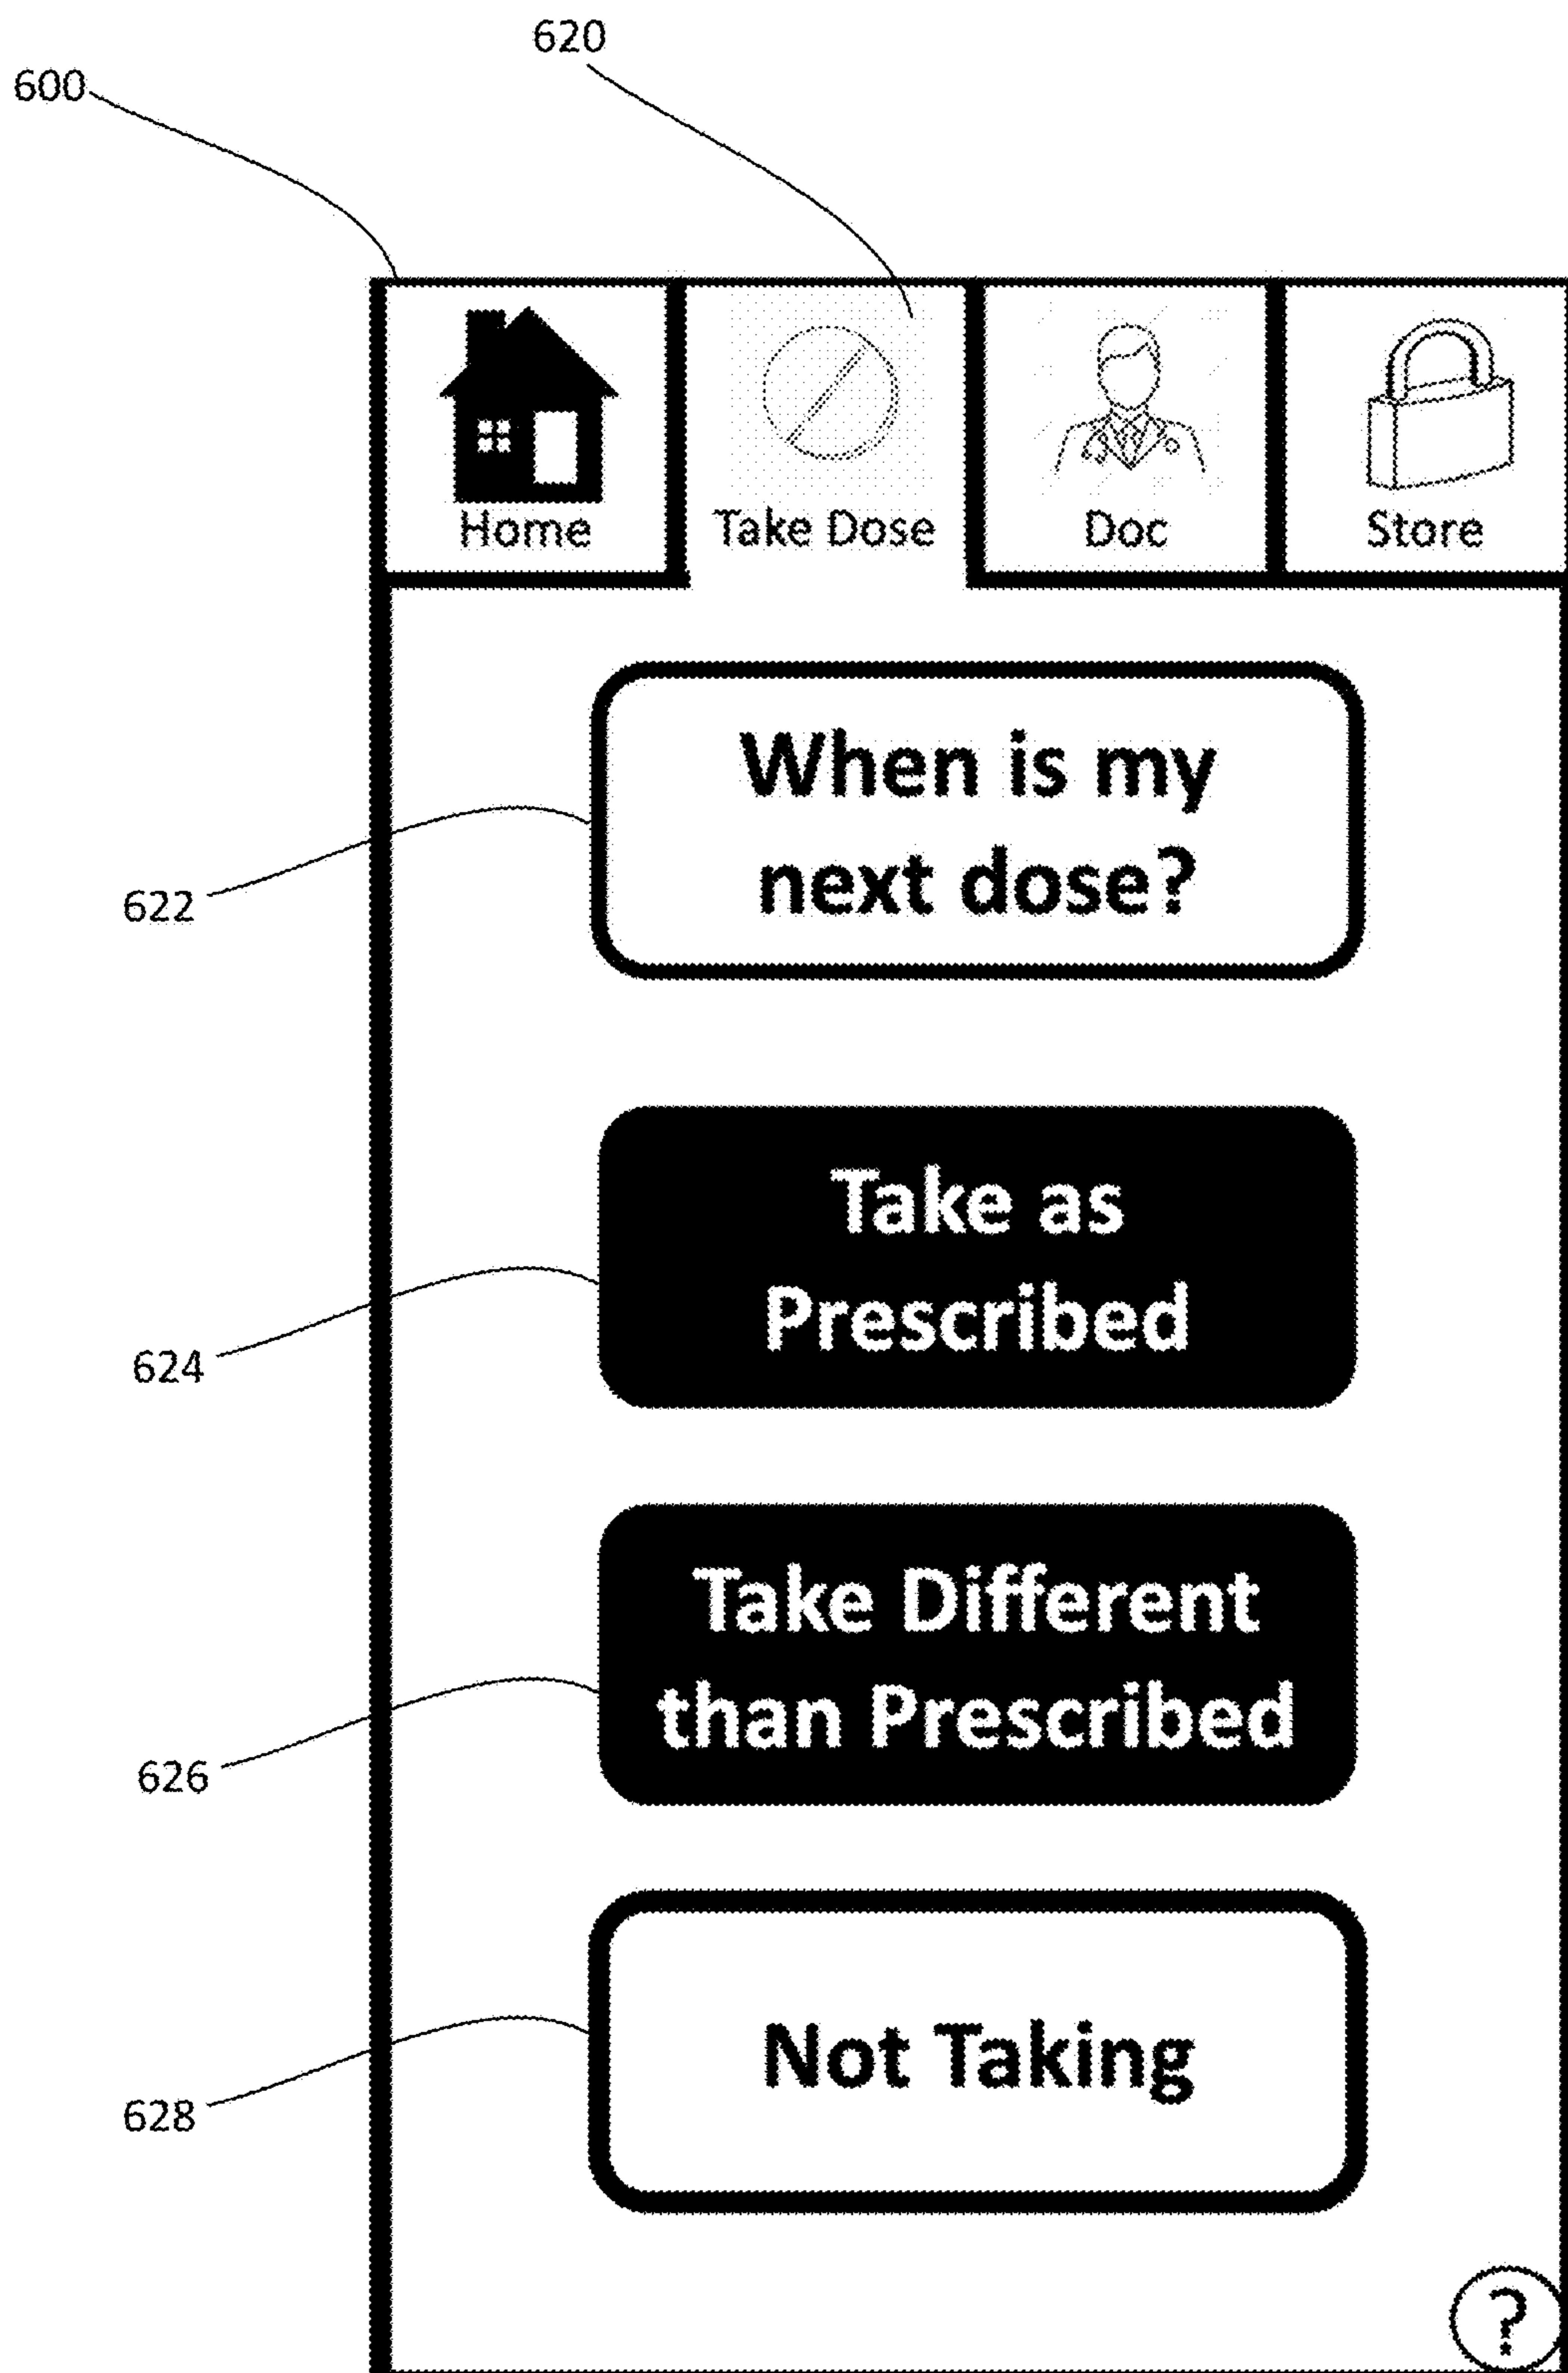 620
600
Home
Take Dose
Doc
Store
When is my
next dose?
622
Take as
Prescribed
624
Take Different
than Prescribed
626
Not Taking
628
?